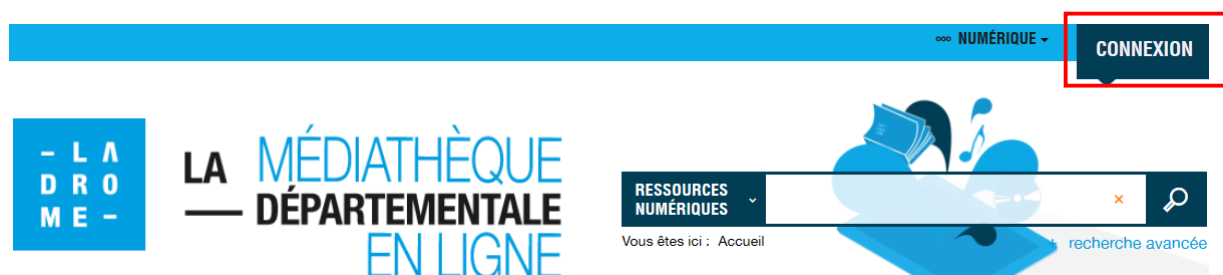 NUMÉRIQUE
CONNEXION
- L A
D R O
M E -
LA MÉDIATHÈQUE
DÉPARTEMENTALE
EN LIGNE
RESSOURCES
NUMÉRIQUES
×
Vous êtes ici : Accueil
+ recherche avancée